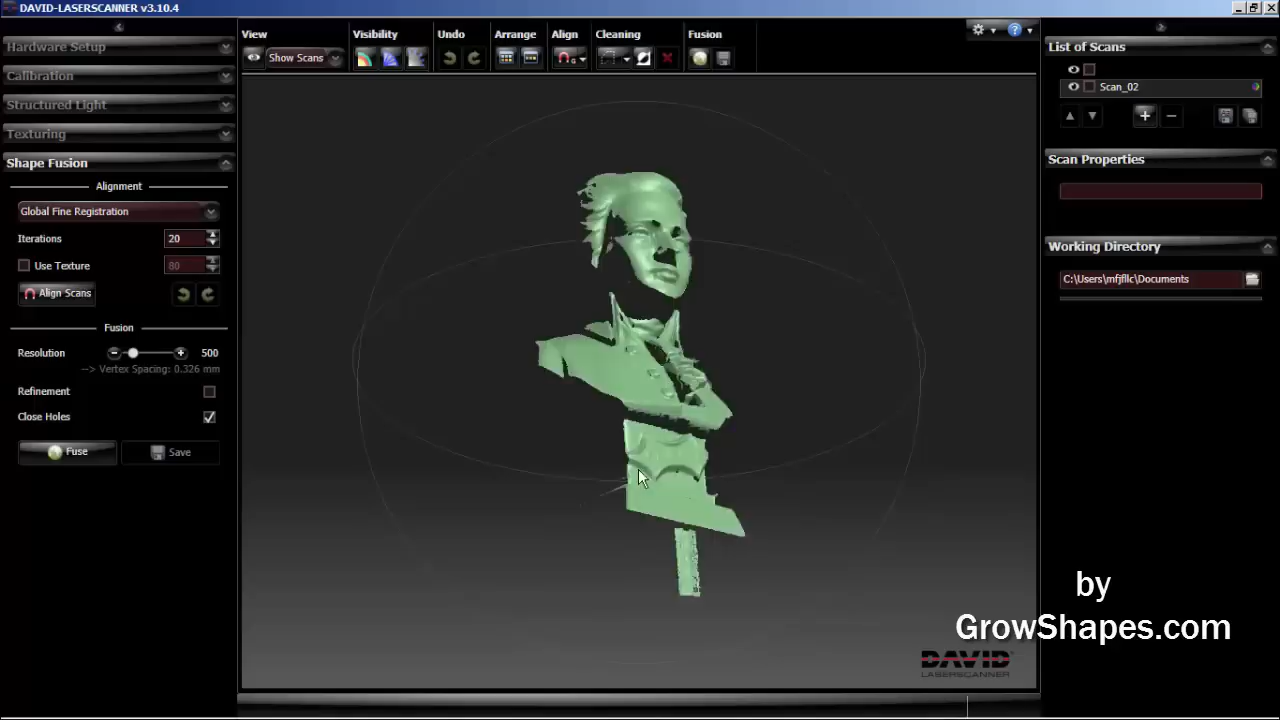 DAVID-LASERSCANNER v3.10.4
Hardware Setup
Calibration
Structured Light
Texturing
Shape Fusion
Alignment
Global Fine Registration
Iterations
20
Use Texture
80
Align Scans
Fusion
Resolution
500
--> Vertex Spacing: 0.326 mm
Refinement
Close Holes
Fuse
Save
View
Visibility
Undo
Arrange
Align
Cleaning
Fusion
Show Scans
G
List of Scans
Scan_02
Scan Properties
Working Directory
C:\Users\mfjfllc\Documents
by
GrowShapes.com
DAVID
LASERSCANNER